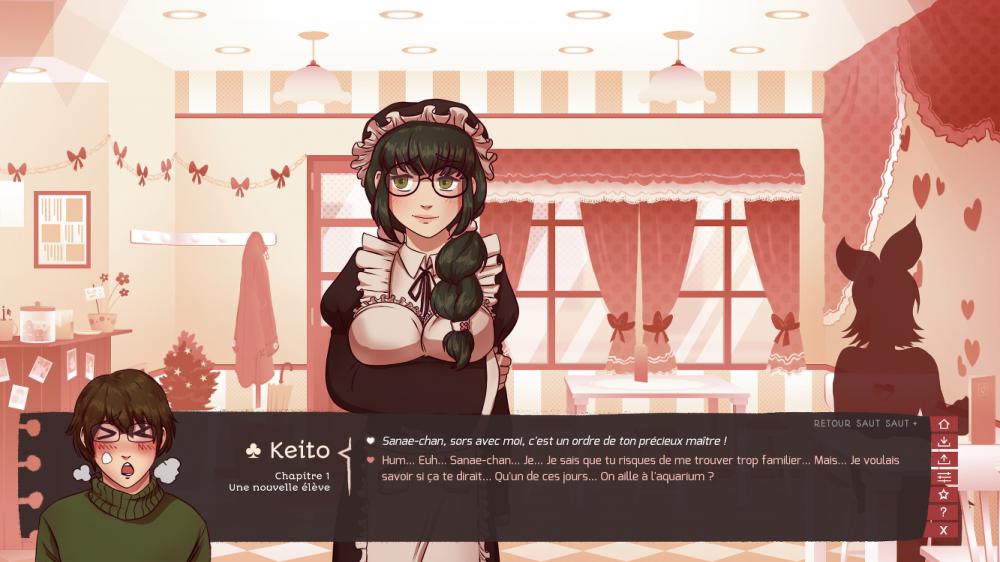 RETOUR SAUT SAUT +
♣ Keito
Chapitre 1
Une nouvelle élève
Sanae-chan, sors avec moi, c'est un ordre de ton précieux maître !
Hum... Euh... Sanae-chan... Je... Je sais que tu risques de me trouver trop familier... Mais... Je voulais
savoir si ça te dirait... Qu'un de ces jours... On aille à l'aquarium ?
?
X